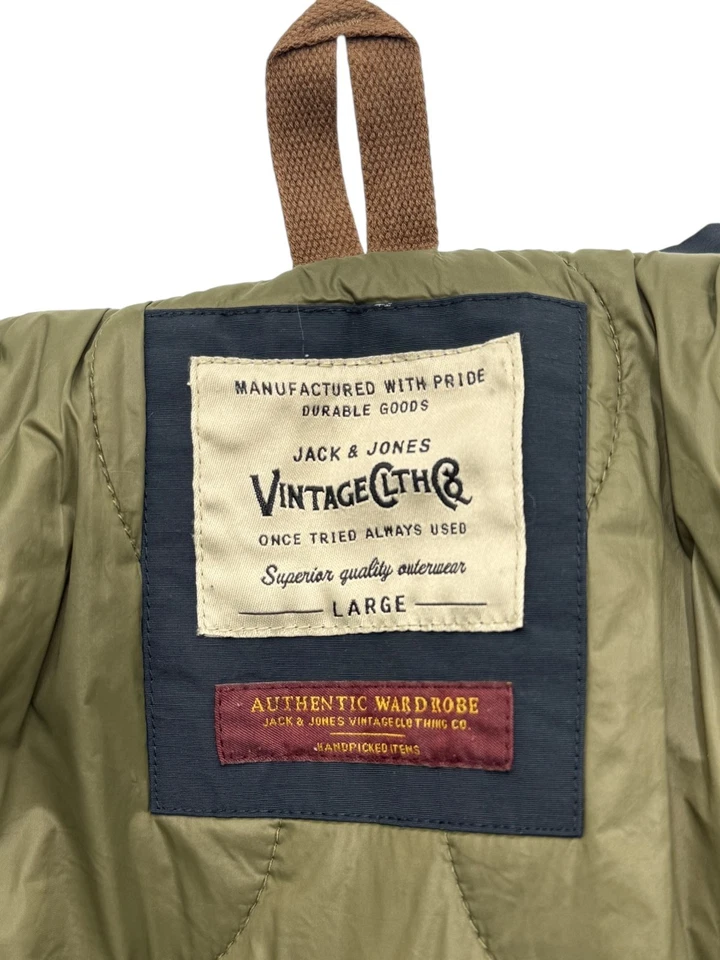 MANUFACTURED WITH PRIDE
DURABLE GOODS
JACK & JONES
VINTAGE CLTH CO
ONCE TRIED ALWAYS USED
Superior quality outerwear
LARGE
AUTHENTIC WARDROBE
JACK & JONES VINTAGE CLOTHING CO.
HANDPICKED ITEMS